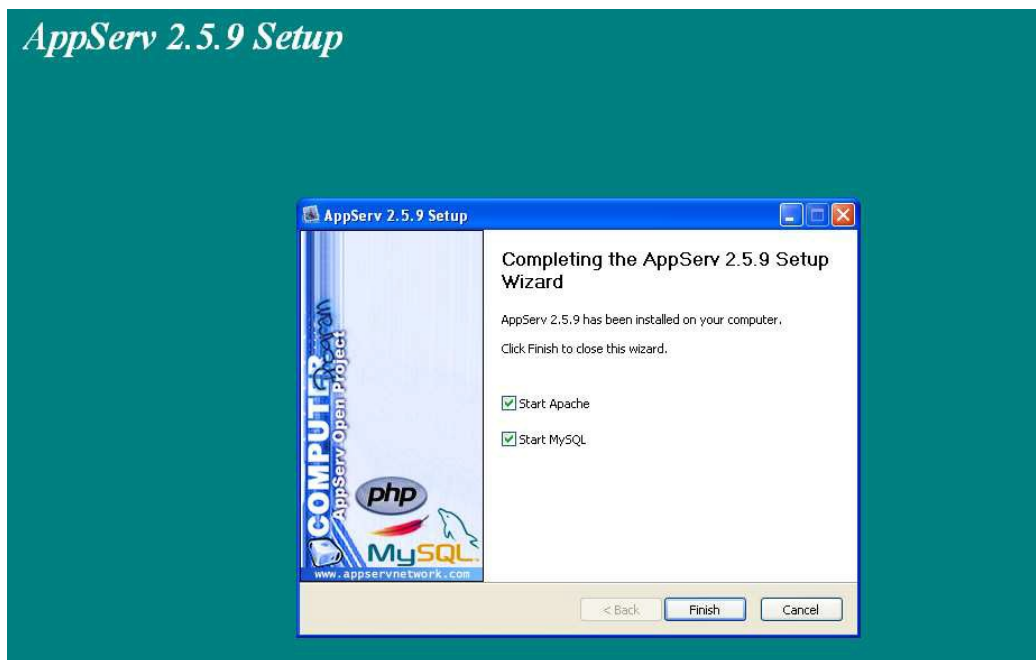 AppServ 2.5.9 Setup
AppServ 2.5.9 Setup
Completing the AppServ 2.5.9 Setup
Wizard
AppServ 2.5.9 has been installed on your computer.
Click Finish to close this wizard.
Start Apache
Start MySQL
COMPUTER
Program
AppServ Open Project
php
MySQL
www.appservnetwork.com
< Back
Finish
Cancel